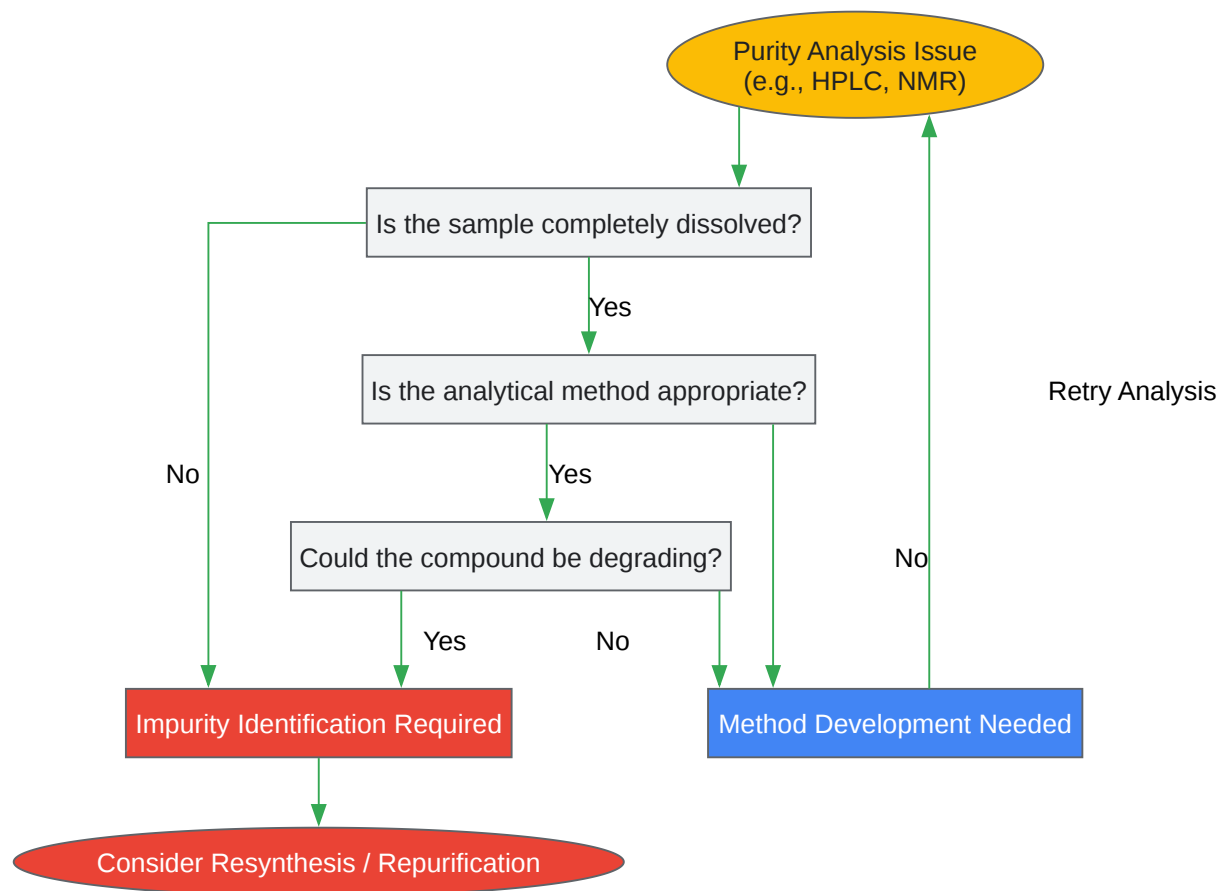 Purity Analysis Issue
(e.g., HPLC, NMR)
Is the sample completely dissolved?
Yes
Is the analytical method appropriate?
Retry Analysis
No
Yes
Could the compound be degrading?
No
Yes
No
Impurity Identification Required
Method Development Needed
Consider Resynthesis / Repurification